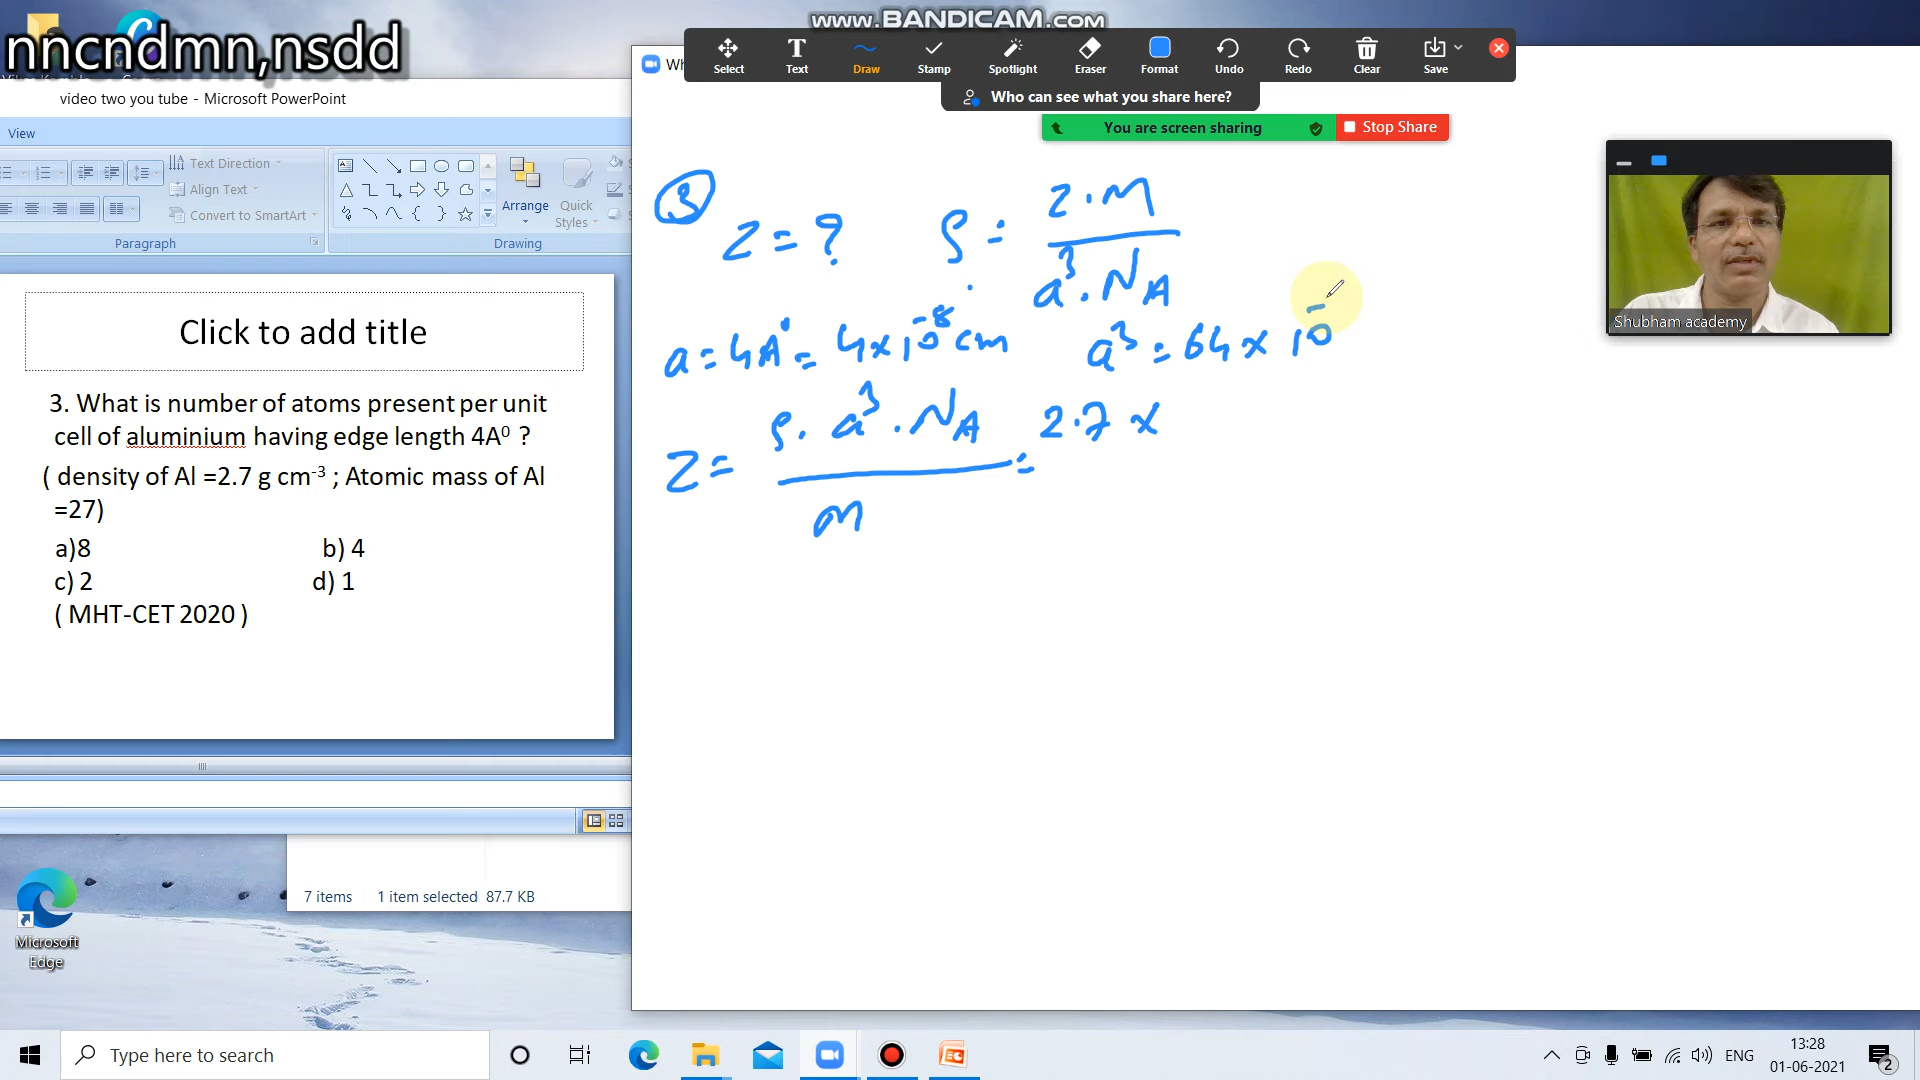 www.BANDICAM.com
nncndmn,nsdd
Select Text Draw Stamp Spotlight Eraser Format Undo Redo Clear Save
Who can see what you share here?
You are screen sharing
Stop Share
video two you tube - Microsoft PowerPoint
View
Text Direction
Align Text
Convert to SmartArt
Arrange
Quick Styles
Paragraph
Drawing
Click to add title
3. What is number of atoms present per unit
cell of aluminium having edge length 4A⁰ ?
( density of Al =2.7 g cm⁻³ ; Atomic mass of Al
=27)
a)8 b) 4
c) 2 d) 1
( MHT-CET 2020 )
3
Z = ? ρ = Z · M / a³ · NA
a = 4A° = 4 x 10⁻⁸ cm a³ = 64 x 10⁻
Z = ρ · a³ · NA / M = 2.7 x
Shubham academy
7 items 1 item selected 87.7 KB
Microsoft
Edge
Type here to search
ENG
13:28
01-06-2021
2